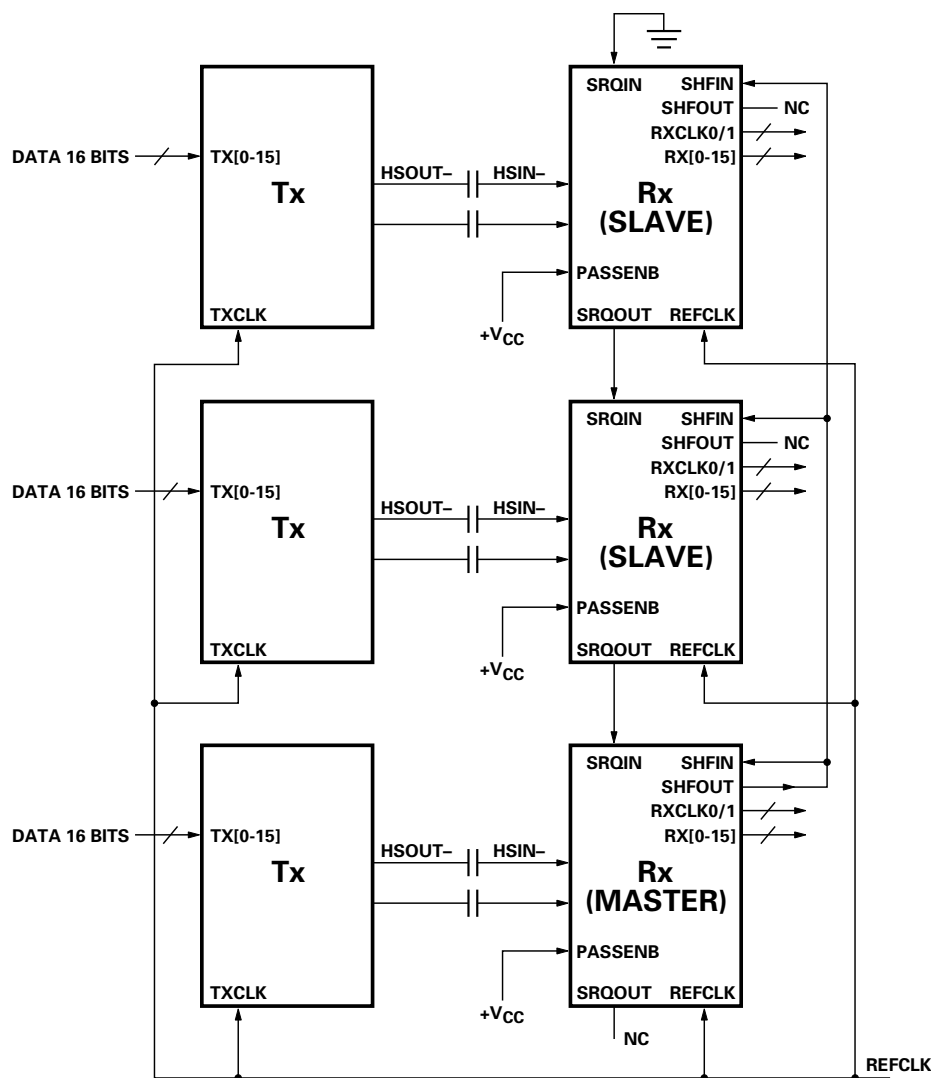 SRQIN SHFIN
SHFOUT NC
RXCLK0/1
DATA 16 BITS TX[0-15] RX[0-15]
HSOUT– HSIN–
Tx Rx
(SLAVE)
PASSENB
TXCLK SRQOUT REFCLK
+VCC
SRQIN SHFIN
SHFOUT NC
RXCLK0/1
DATA 16 BITS TX[0-15] RX[0-15]
HSOUT– HSIN–
Tx Rx
(SLAVE)
PASSENB
TXCLK SRQOUT REFCLK
+VCC
SRQIN SHFIN
SHFOUT
RXCLK0/1
DATA 16 BITS TX[0-15] RX[0-15]
HSOUT– HSIN–
Tx Rx
(MASTER)
PASSENB
TXCLK SRQOUT REFCLK
+VCC
NC
REFCLK